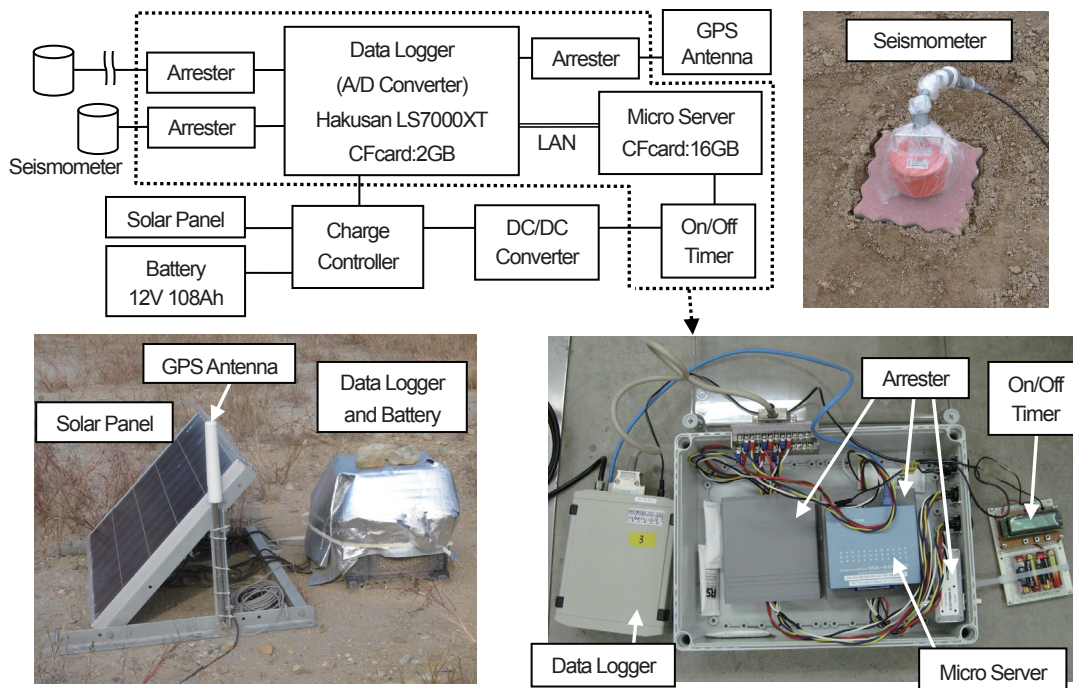 Seismometer
Arrester
Arrester
Data Logger
(A/D Converter)
Hakusan LS7000XT
CFcard:2GB
Arrester
GPS
Antenna
LAN
Micro Server
CFcard:16GB
Solar Panel
Battery
12V 108Ah
Charge
Controller
DC/DC
Converter
On/Off
Timer
Seismometer
GPS Antenna
Solar Panel
Data Logger
and Battery
Arrester
On/Off
Timer
3
RS
Data Logger
Micro Server